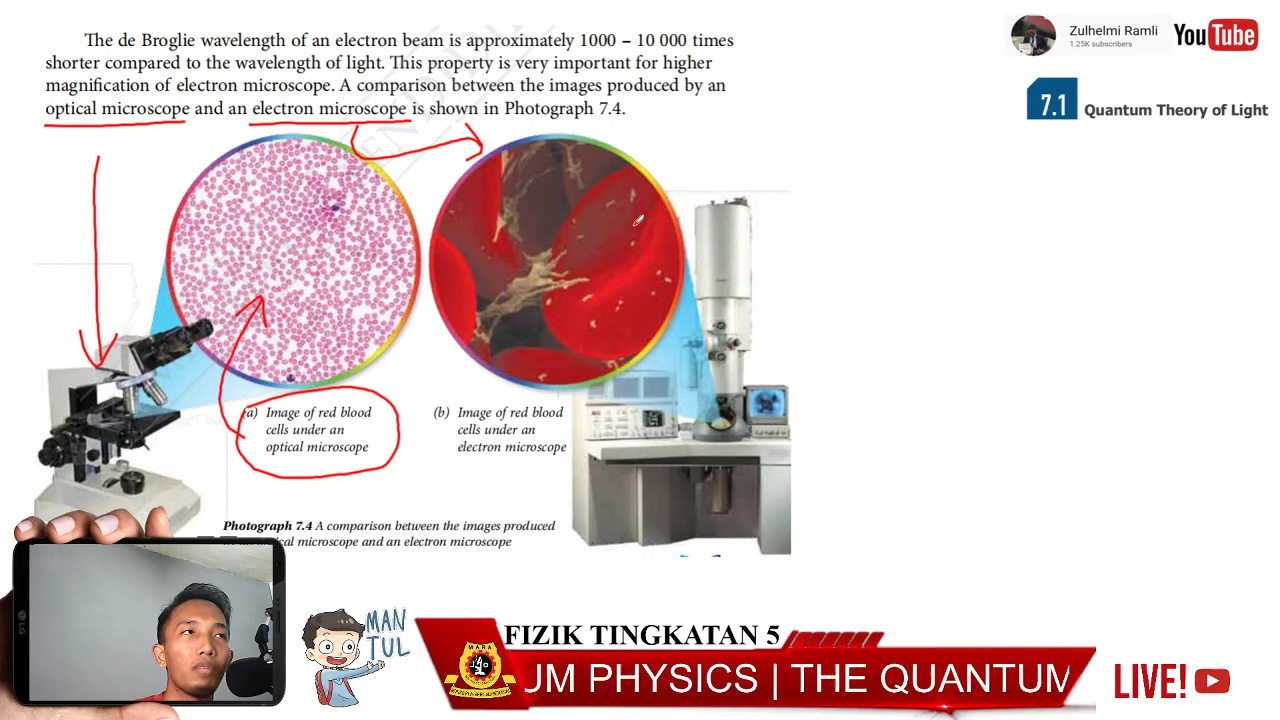 The de Broglie wavelength of an electron beam is approximately 1000 – 10 000 times
shorter compared to the wavelength of light. This property is very important for higher
magnification of electron microscope. A comparison between the images produced by an
optical microscope and an electron microscope is shown in Photograph 7.4.
Zulhelmi Ramli
1.25K subscribers
YouTube
7.1 Quantum Theory of Light
(a) Image of red blood
cells under an
optical microscope
(b) Image of red blood
cells under an
electron microscope
Photograph 7.4 A comparison between the images produced
microscope and an electron microscope
LG
MAN
TUL
MARA
FIZIK TINGKATAN 5
UM PHYSICS | THE QUANTUM
LIVE!